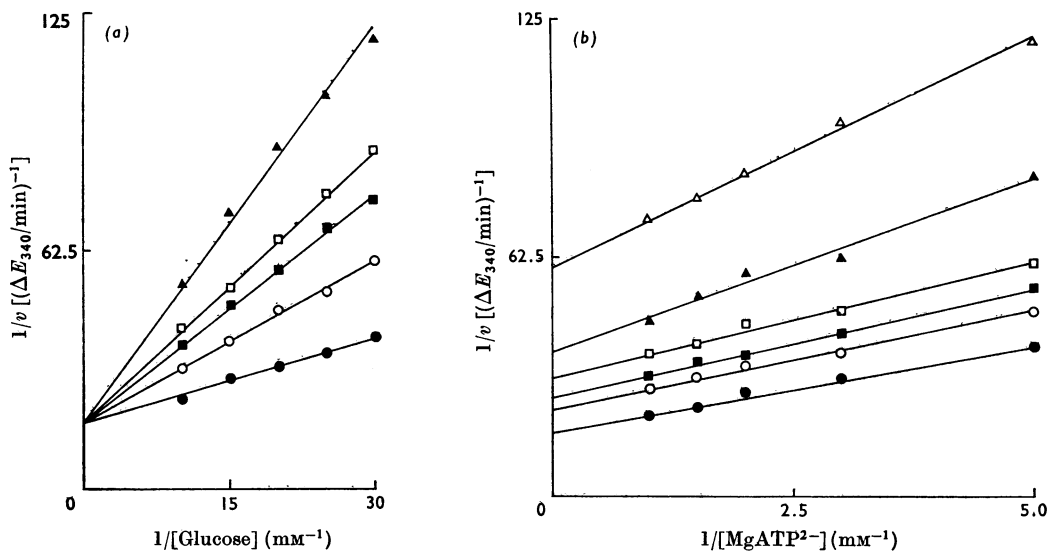 125
(a)
62.5
1/v [(ΔE340/min)−1]
0
15
30
1/[Glucose] (mM−1)
125
(b)
62.5
1/v [(ΔE340/min)−1]
0
2.5
5.0
1/[MgATP2−] (mM−1)